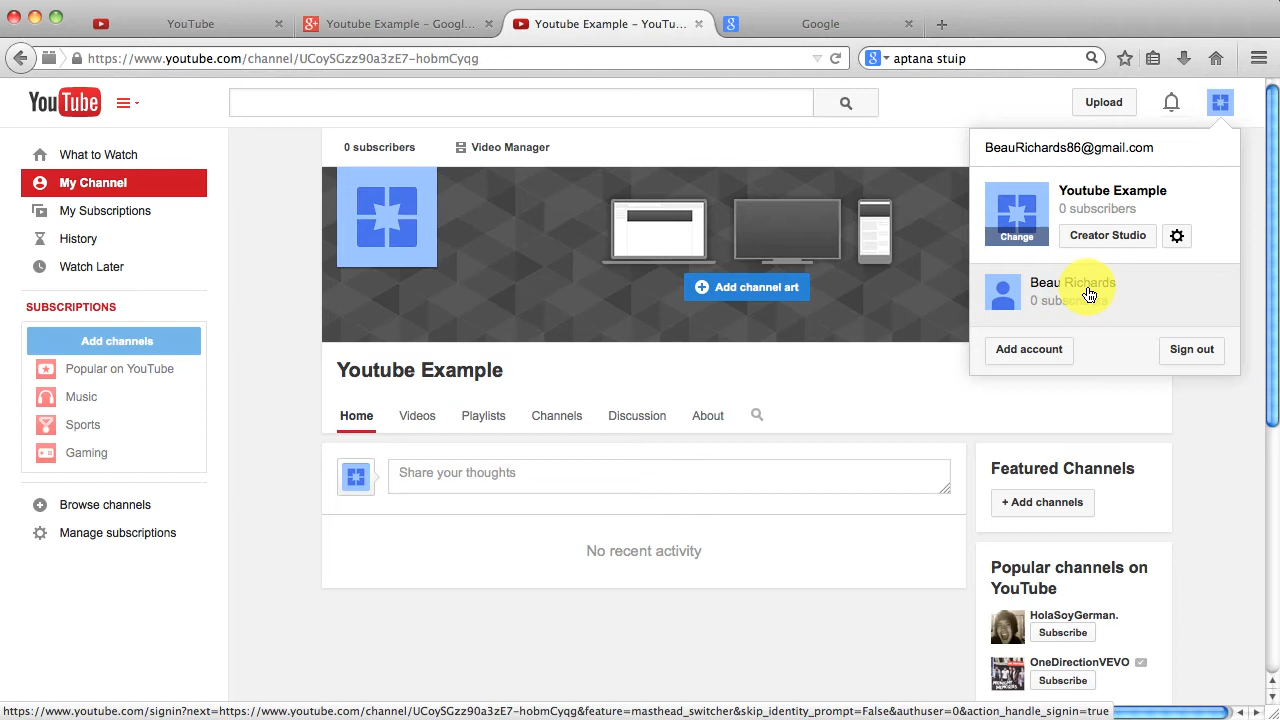 YouTube
Youtube Example - Googl...
Youtube Example – YouTu...
Google
https://www.youtube.com/channel/UCoySGzz90a3zE7-hobmCyqg
aptana stuip
YouTube
Upload
What to Watch
My Channel
My Subscriptions
History
Watch Later
SUBSCRIPTIONS
Add channels
Popular on YouTube
Music
Sports
Gaming
Browse channels
Manage subscriptions
0 subscribers
Video Manager
Add channel art
Youtube Example
Home
Videos
Playlists
Channels
Discussion
About
Share your thoughts
No recent activity
BeauRichards86@gmail.com
Youtube Example
0 subscribers
Change
Creator Studio
Beau Richards
0 subscribers
Add account
Sign out
Featured Channels
+ Add channels
Popular channels on
YouTube
HolaSoyGerman.
Subscribe
OneDirectionVEVO
Subscribe
https://www.youtube.com/signin?next=https://www.youtube.com/channel/UCoySGzz90a3zE7-hobmCyqg&feature=masthead_switcher&skip_identity_prompt=False&authuser=0&action_handle_signin=true